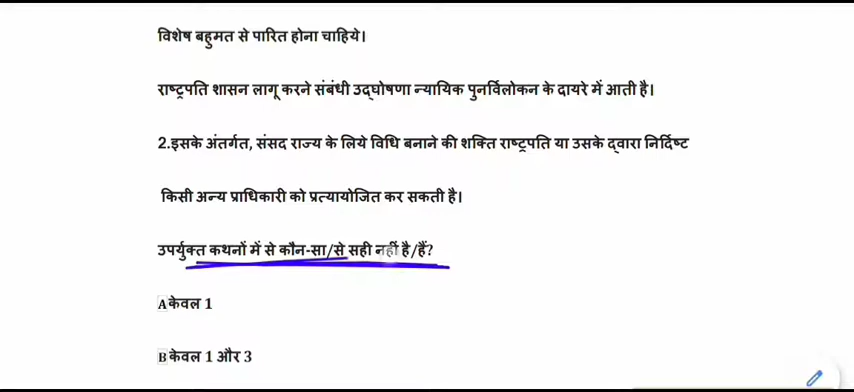 विशेष बहुमत से पारित होना चाहिये।
राष्ट्रपति शासन लागू करने संबंधी उद्घोषणा न्यायिक पुनर्विलोकन के दायरे में आती है।
2.इसके अंतर्गत, संसद राज्य के लिये विधि बनाने की शक्ति राष्ट्रपति या उसके द्वारा निर्दिष्ट
किसी अन्य प्राधिकारी को प्रत्यायोजित कर सकती है।
उपर्युक्त कथनों में से कौन-सा/से सही नहीं है/हैं?
A केवल 1
B केवल 1 और 3